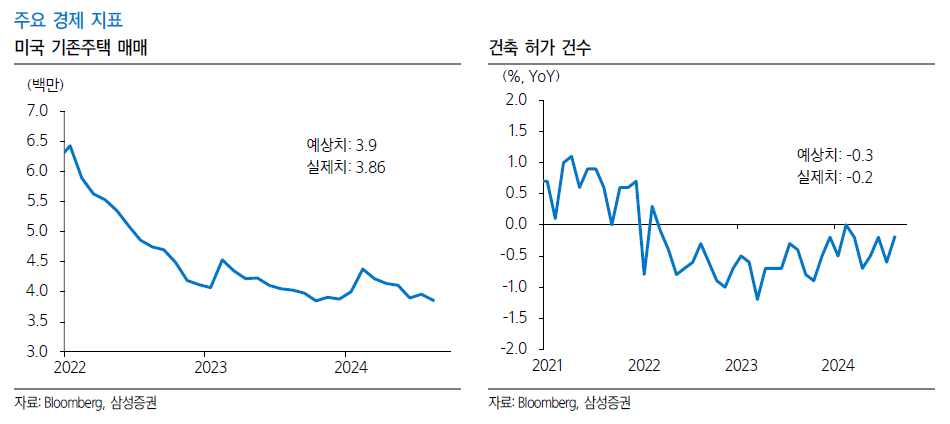 주요 경제 지표
미국 기존주택 매매
(백만)
7.0
6.5
6.0
5.5
5.0
4.5
4.0
3.5
3.0
예상치: 3.9
실제치: 3.86
2022 2023 2024
자료: Bloomberg, 삼성증권
건축 허가 건수
(%, YoY)
2.0
1.5
1.0
0.5
0.0
-0.5
-1.0
-1.5
-2.0
예상치: -0.3
실제치: -0.2
2021 2022 2023 2024
자료: Bloomberg, 삼성증권